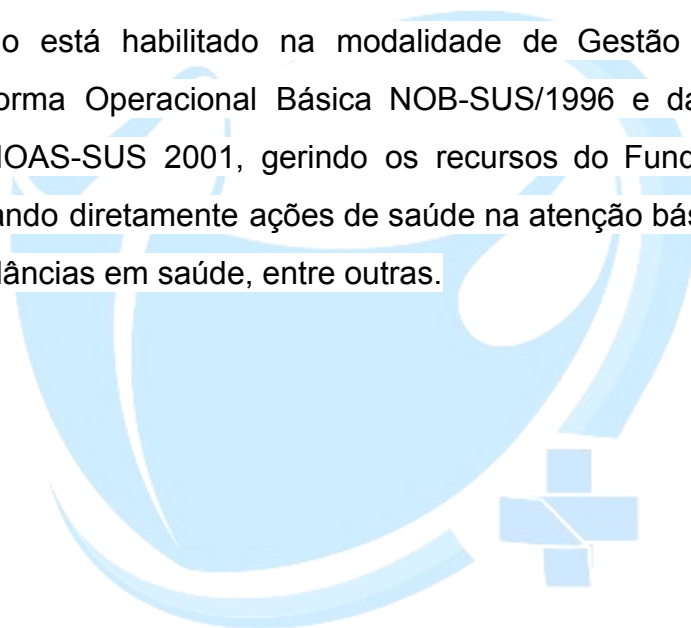 o está habilitado na modalidade de Gestão
orma Operacional Básica NOB-SUS/1996 e da
NOAS-SUS 2001, gerindo os recursos do Fund
ando diretamente ações de saúde na atenção bás
lâncias em saúde, entre outras.